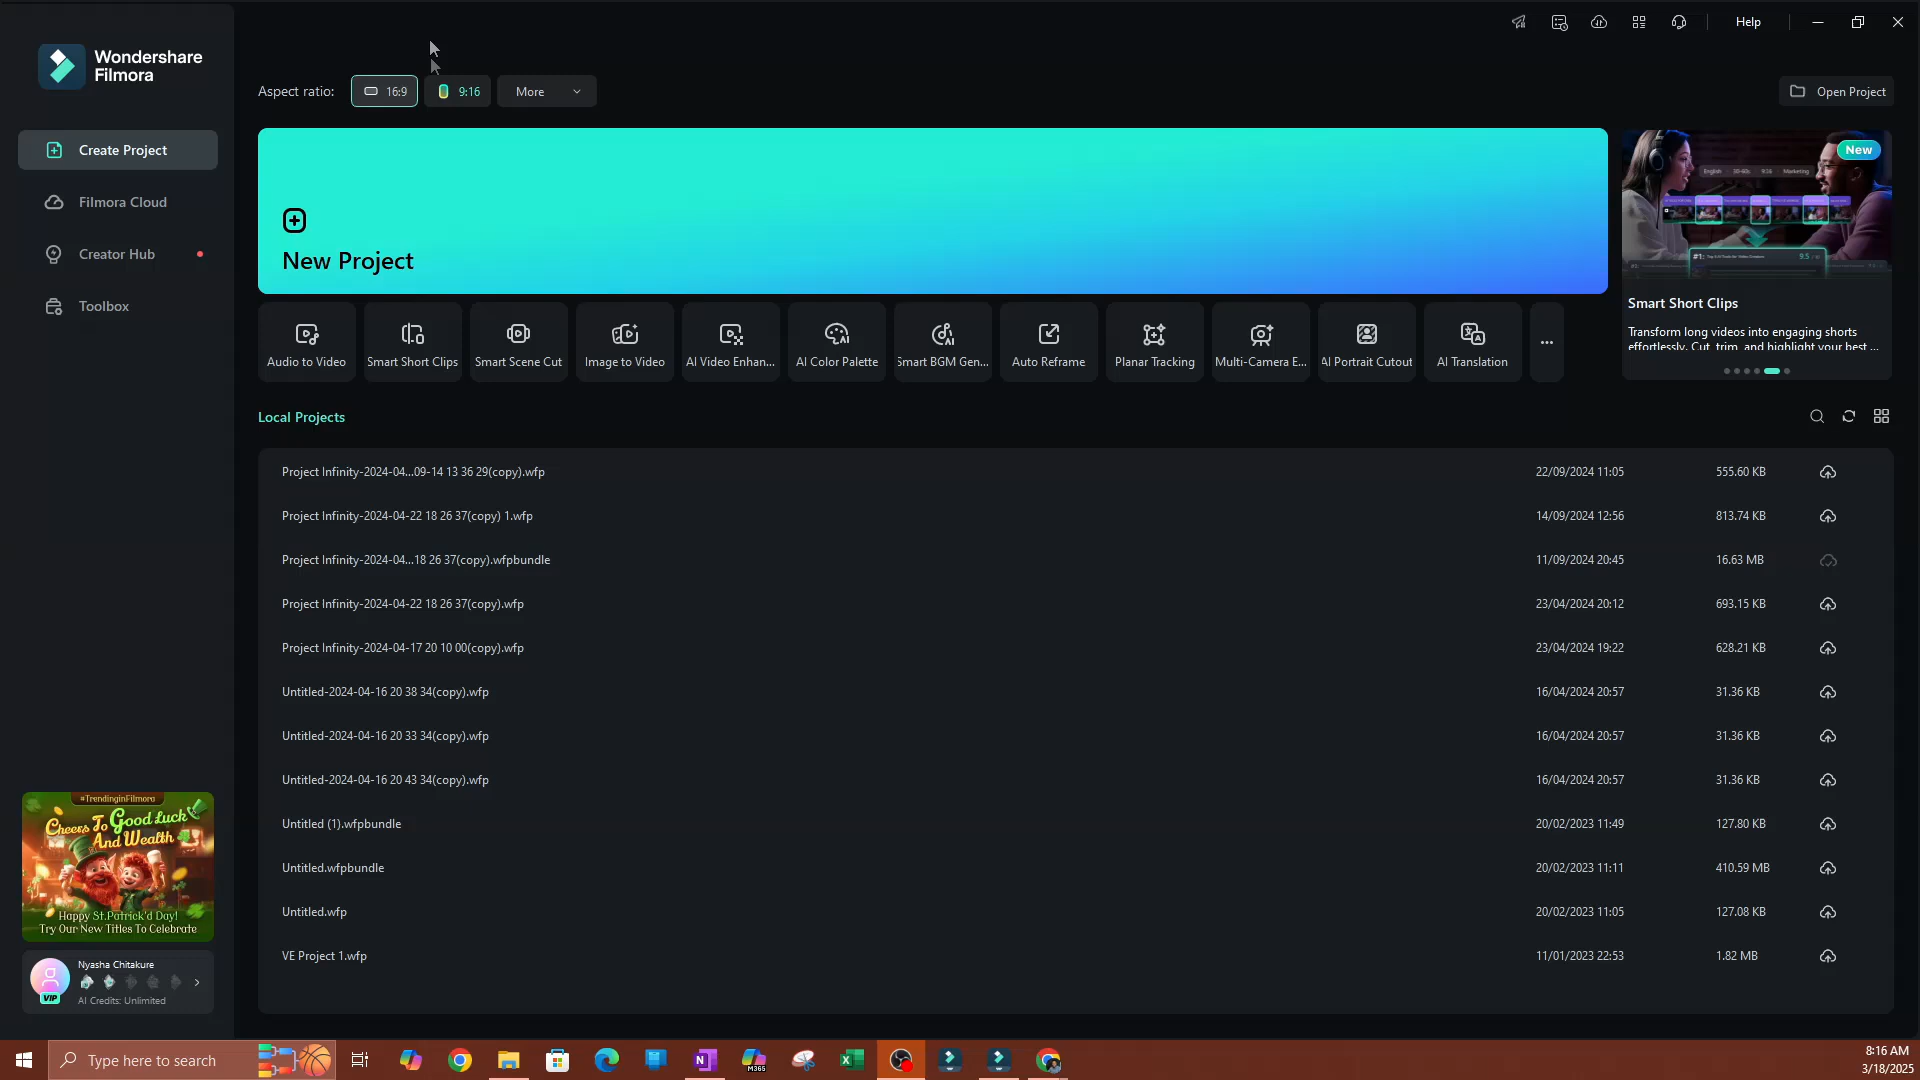 Help
Wondershare
Filmora
Aspect ratio:
16:9
9:16
More
Open Project
Create Project
Filmora Cloud
Creator Hub
Toolbox
New Project
New
English
9:16
Marketing
Smart Short Clips
Transform long videos into engaging shorts
effortlessly. Cut, trim, and highlight your best ...
Audio to Video
Smart Short Clips
Smart Scene Cut
Image to Video
AI Video Enhan...
AI Color Palette
Smart BGM Gen...
Auto Reframe
Planar Tracking
Multi-Camera E...
AI Portrait Cutout
AI Translation
Local Projects
Project Infinity-2024-04...09-14 13 36 29(copy).wfp 22/09/2024 11:05 555.60 KB
Project Infinity-2024-04-22 18 26 37(copy) 1.wfp 14/09/2024 12:56 813.74 KB
Project Infinity-2024-04...18 26 37(copy).wfpbundle 11/09/2024 20:45 16.63 MB
Project Infinity-2024-04-22 18 26 37(copy).wfp 23/04/2024 20:12 693.15 KB
Project Infinity-2024-04-17 20 10 00(copy).wfp 23/04/2024 19:22 628.21 KB
Untitled-2024-04-16 20 38 34(copy).wfp 16/04/2024 20:57 31.36 KB
Untitled-2024-04-16 20 33 34(copy).wfp 16/04/2024 20:57 31.36 KB
Untitled-2024-04-16 20 43 34(copy).wfp 16/04/2024 20:57 31.36 KB
Untitled (1).wfpbundle 20/02/2023 11:49 127.80 KB
Untitled.wfpbundle 20/02/2023 11:11 410.59 MB
Untitled.wfp 20/02/2023 11:05 127.08 KB
VE Project 1.wfp 11/01/2023 22:53 1.82 MB
#TrendinginFilmora
Cheers To Good Luck
And Wealth
Happy St.Patrick'd Day!
Try Our New Titles To Celebrate
Nyasha Chitakure
VIP
AI Credits: Unlimited
Type here to search
M365
8:16 AM
3/18/2025